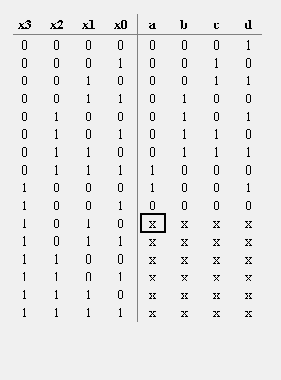 x3 x2 x1 x0 a b c d
0 0 0 0 0 0 0 1
0 0 0 1 0 0 1 0
0 0 1 0 0 0 1 1
0 0 1 1 0 1 0 0
0 1 0 0 0 1 0 1
0 1 0 1 0 1 1 0
0 1 1 0 0 1 1 1
0 1 1 1 1 0 0 0
1 0 0 0 1 0 0 1
1 0 0 1 0 0 0 0
1 0 1 0 x x x x
1 0 1 1 x x x x
1 1 0 0 x x x x
1 1 0 1 x x x x
1 1 1 0 x x x x
1 1 1 1 x x x x